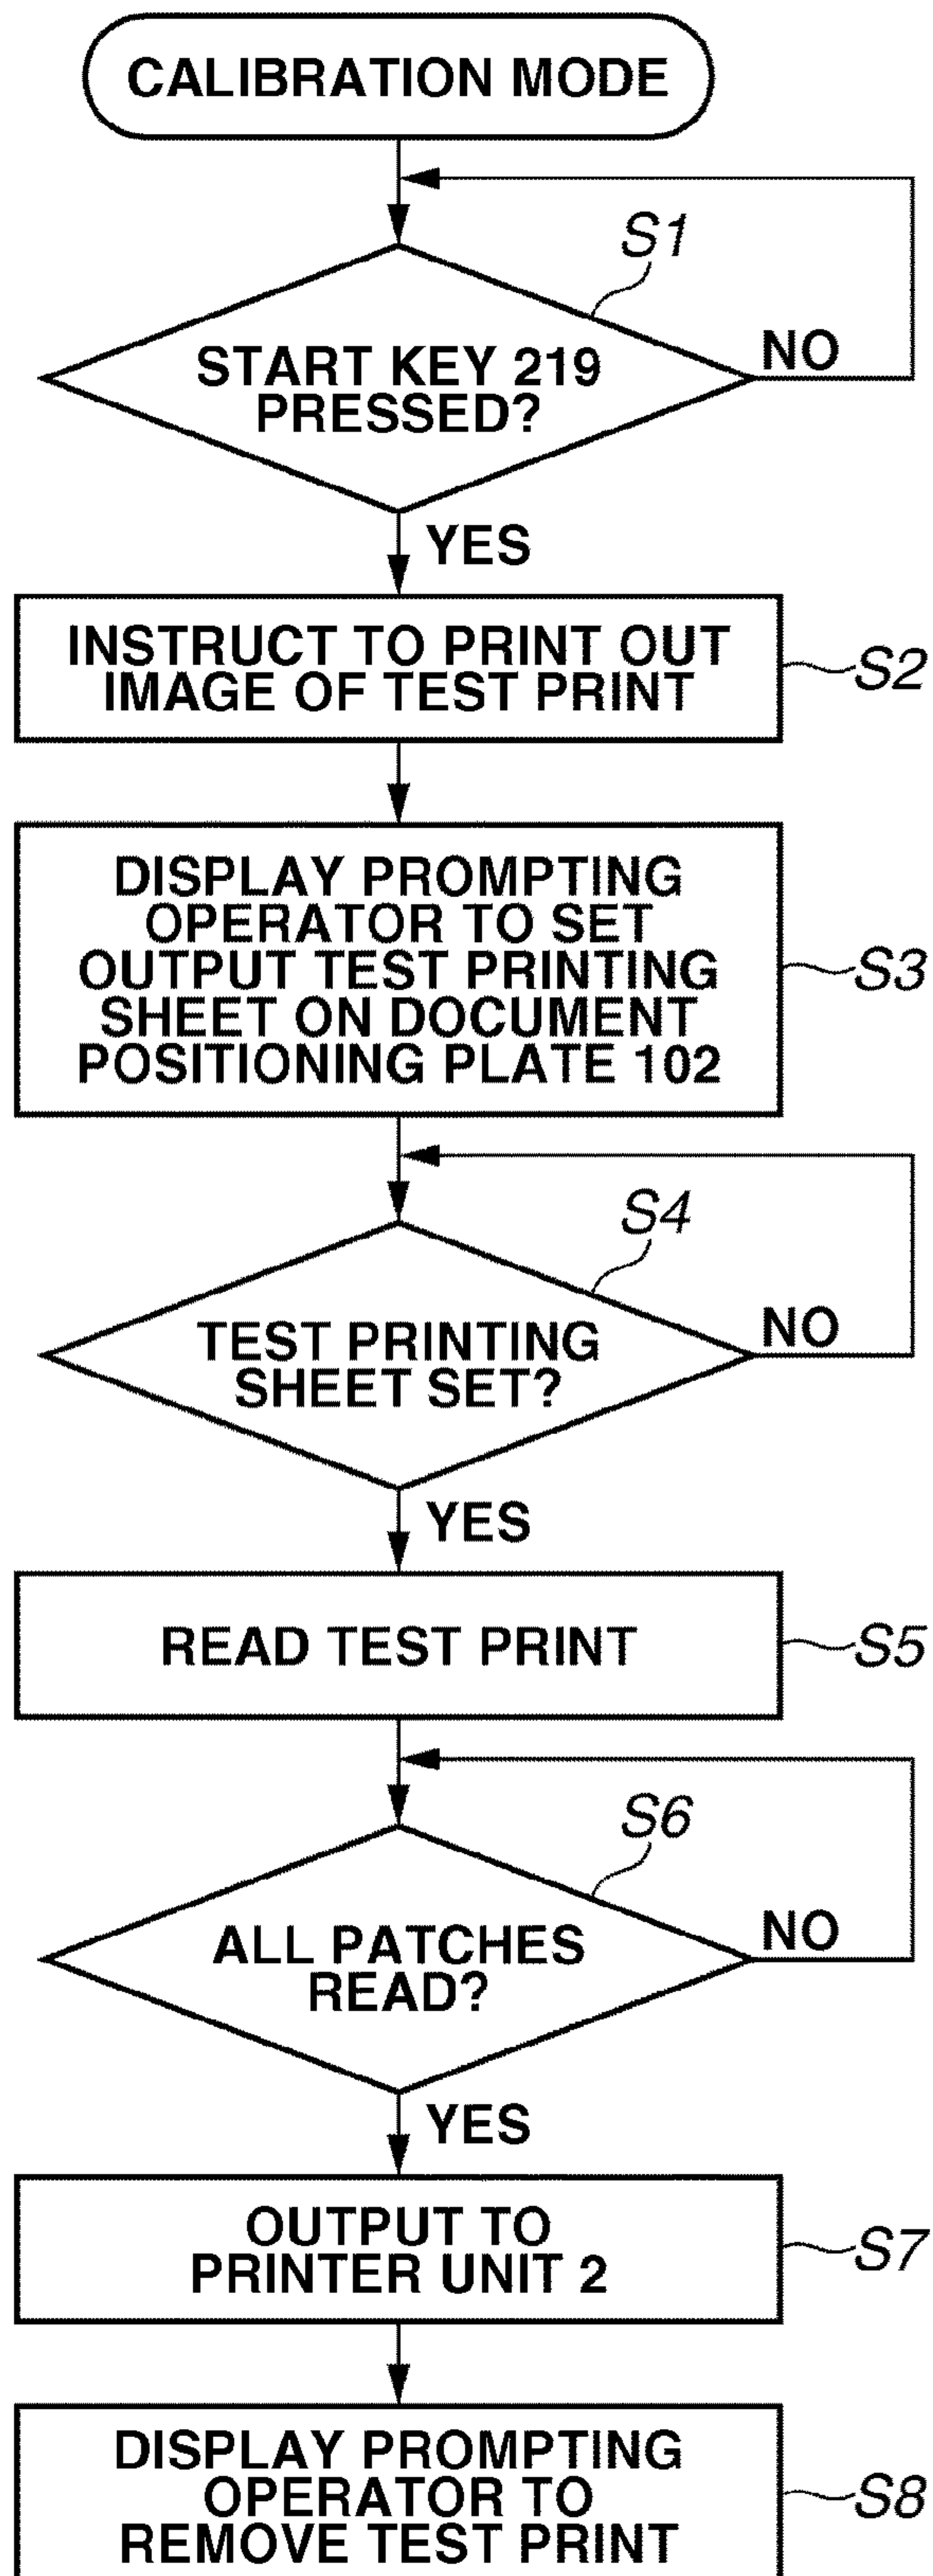 CALIBRATION MODE
S1
START KEY 219
PRESSED?
NO
YES
INSTRUCT TO PRINT OUT
IMAGE OF TEST PRINT
S2
DISPLAY PROMPTING
OPERATOR TO SET
OUTPUT TEST PRINTING
SHEET ON DOCUMENT
POSITIONING PLATE 102
S3
S4
TEST PRINTING
SHEET SET?
NO
YES
READ TEST PRINT
S5
S6
ALL PATCHES
READ?
NO
YES
OUTPUT TO
PRINTER UNIT 2
S7
DISPLAY PROMPTING
OPERATOR TO
REMOVE TEST PRINT
S8